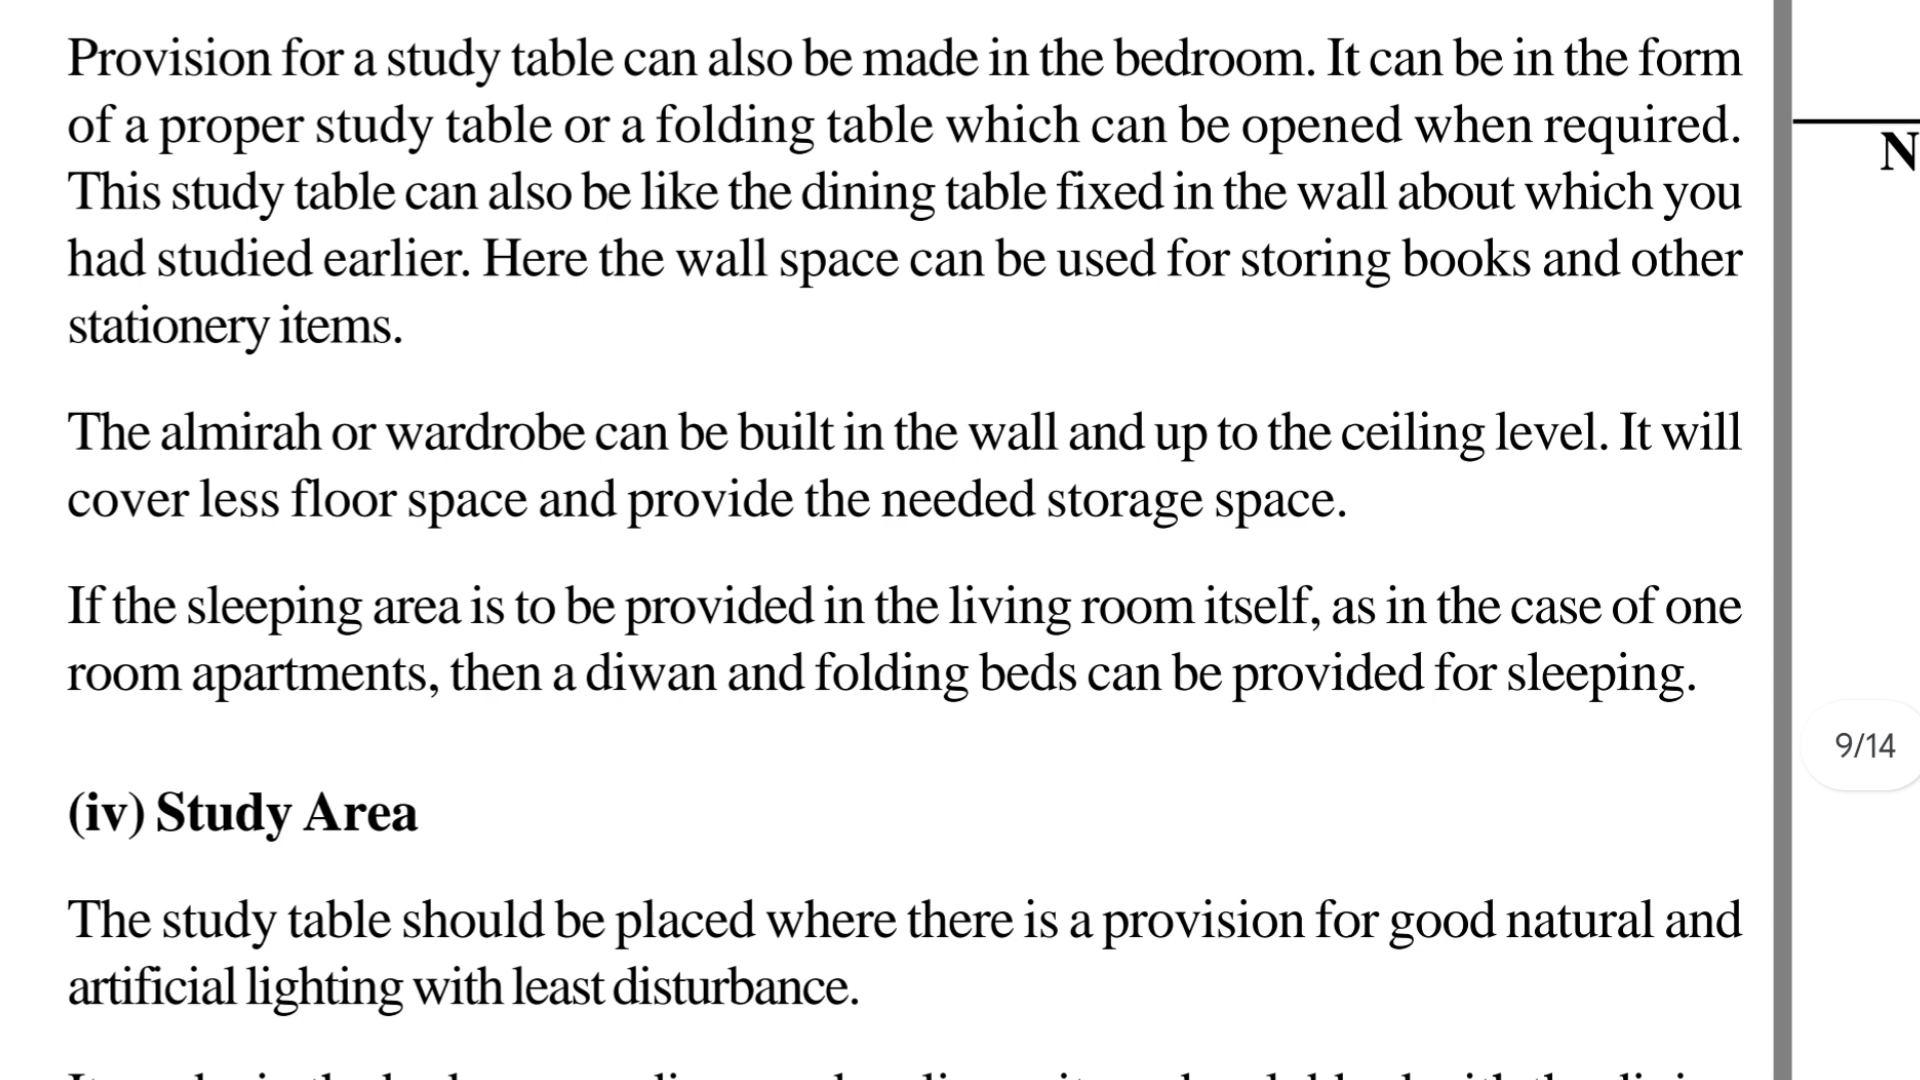 Provision for a study table can also be made in the bedroom. It can be in the form
of a proper study table or a folding table which can be opened when required.
This study table can also be like the dining table fixed in the wall about which you
had studied earlier. Here the wall space can be used for storing books and other
stationery items.
The almirah or wardrobe can be built in the wall and up to the ceiling level. It will
cover less floor space and provide the needed storage space.
If the sleeping area is to be provided in the living room itself, as in the case of one
room apartments, then a diwan and folding beds can be provided for sleeping.
(iv) Study Area
The study table should be placed where there is a provision for good natural and
artificial lighting with least disturbance.
N
9/14